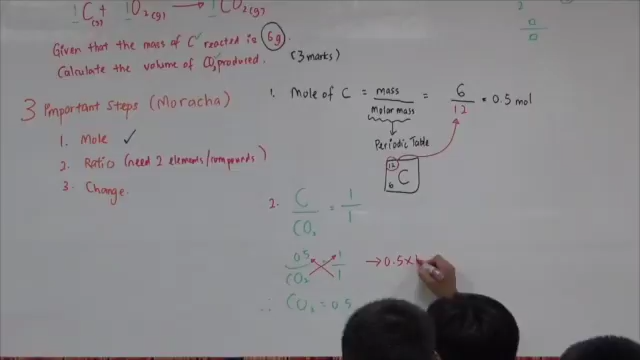 1C(s) + 1O2(g) → 1CO2(g)
Given that the mass of C reacted is 6g
Calculate the volume of CO2 produced.
(3 marks)
3 Important Steps (Moracha)
1. Mole ✓
2. Ratio (need 2 elements/compounds)
3. Change.
1. Mole of C = mass / Molar mass = 6 / 12 = 0.5 mol
Periodic Table
12
6 C
2. C / CO2 = 1 / 1
0.5 / CO2 = 1 / 1 → 0.5 x
∴ CO2 = 0.5